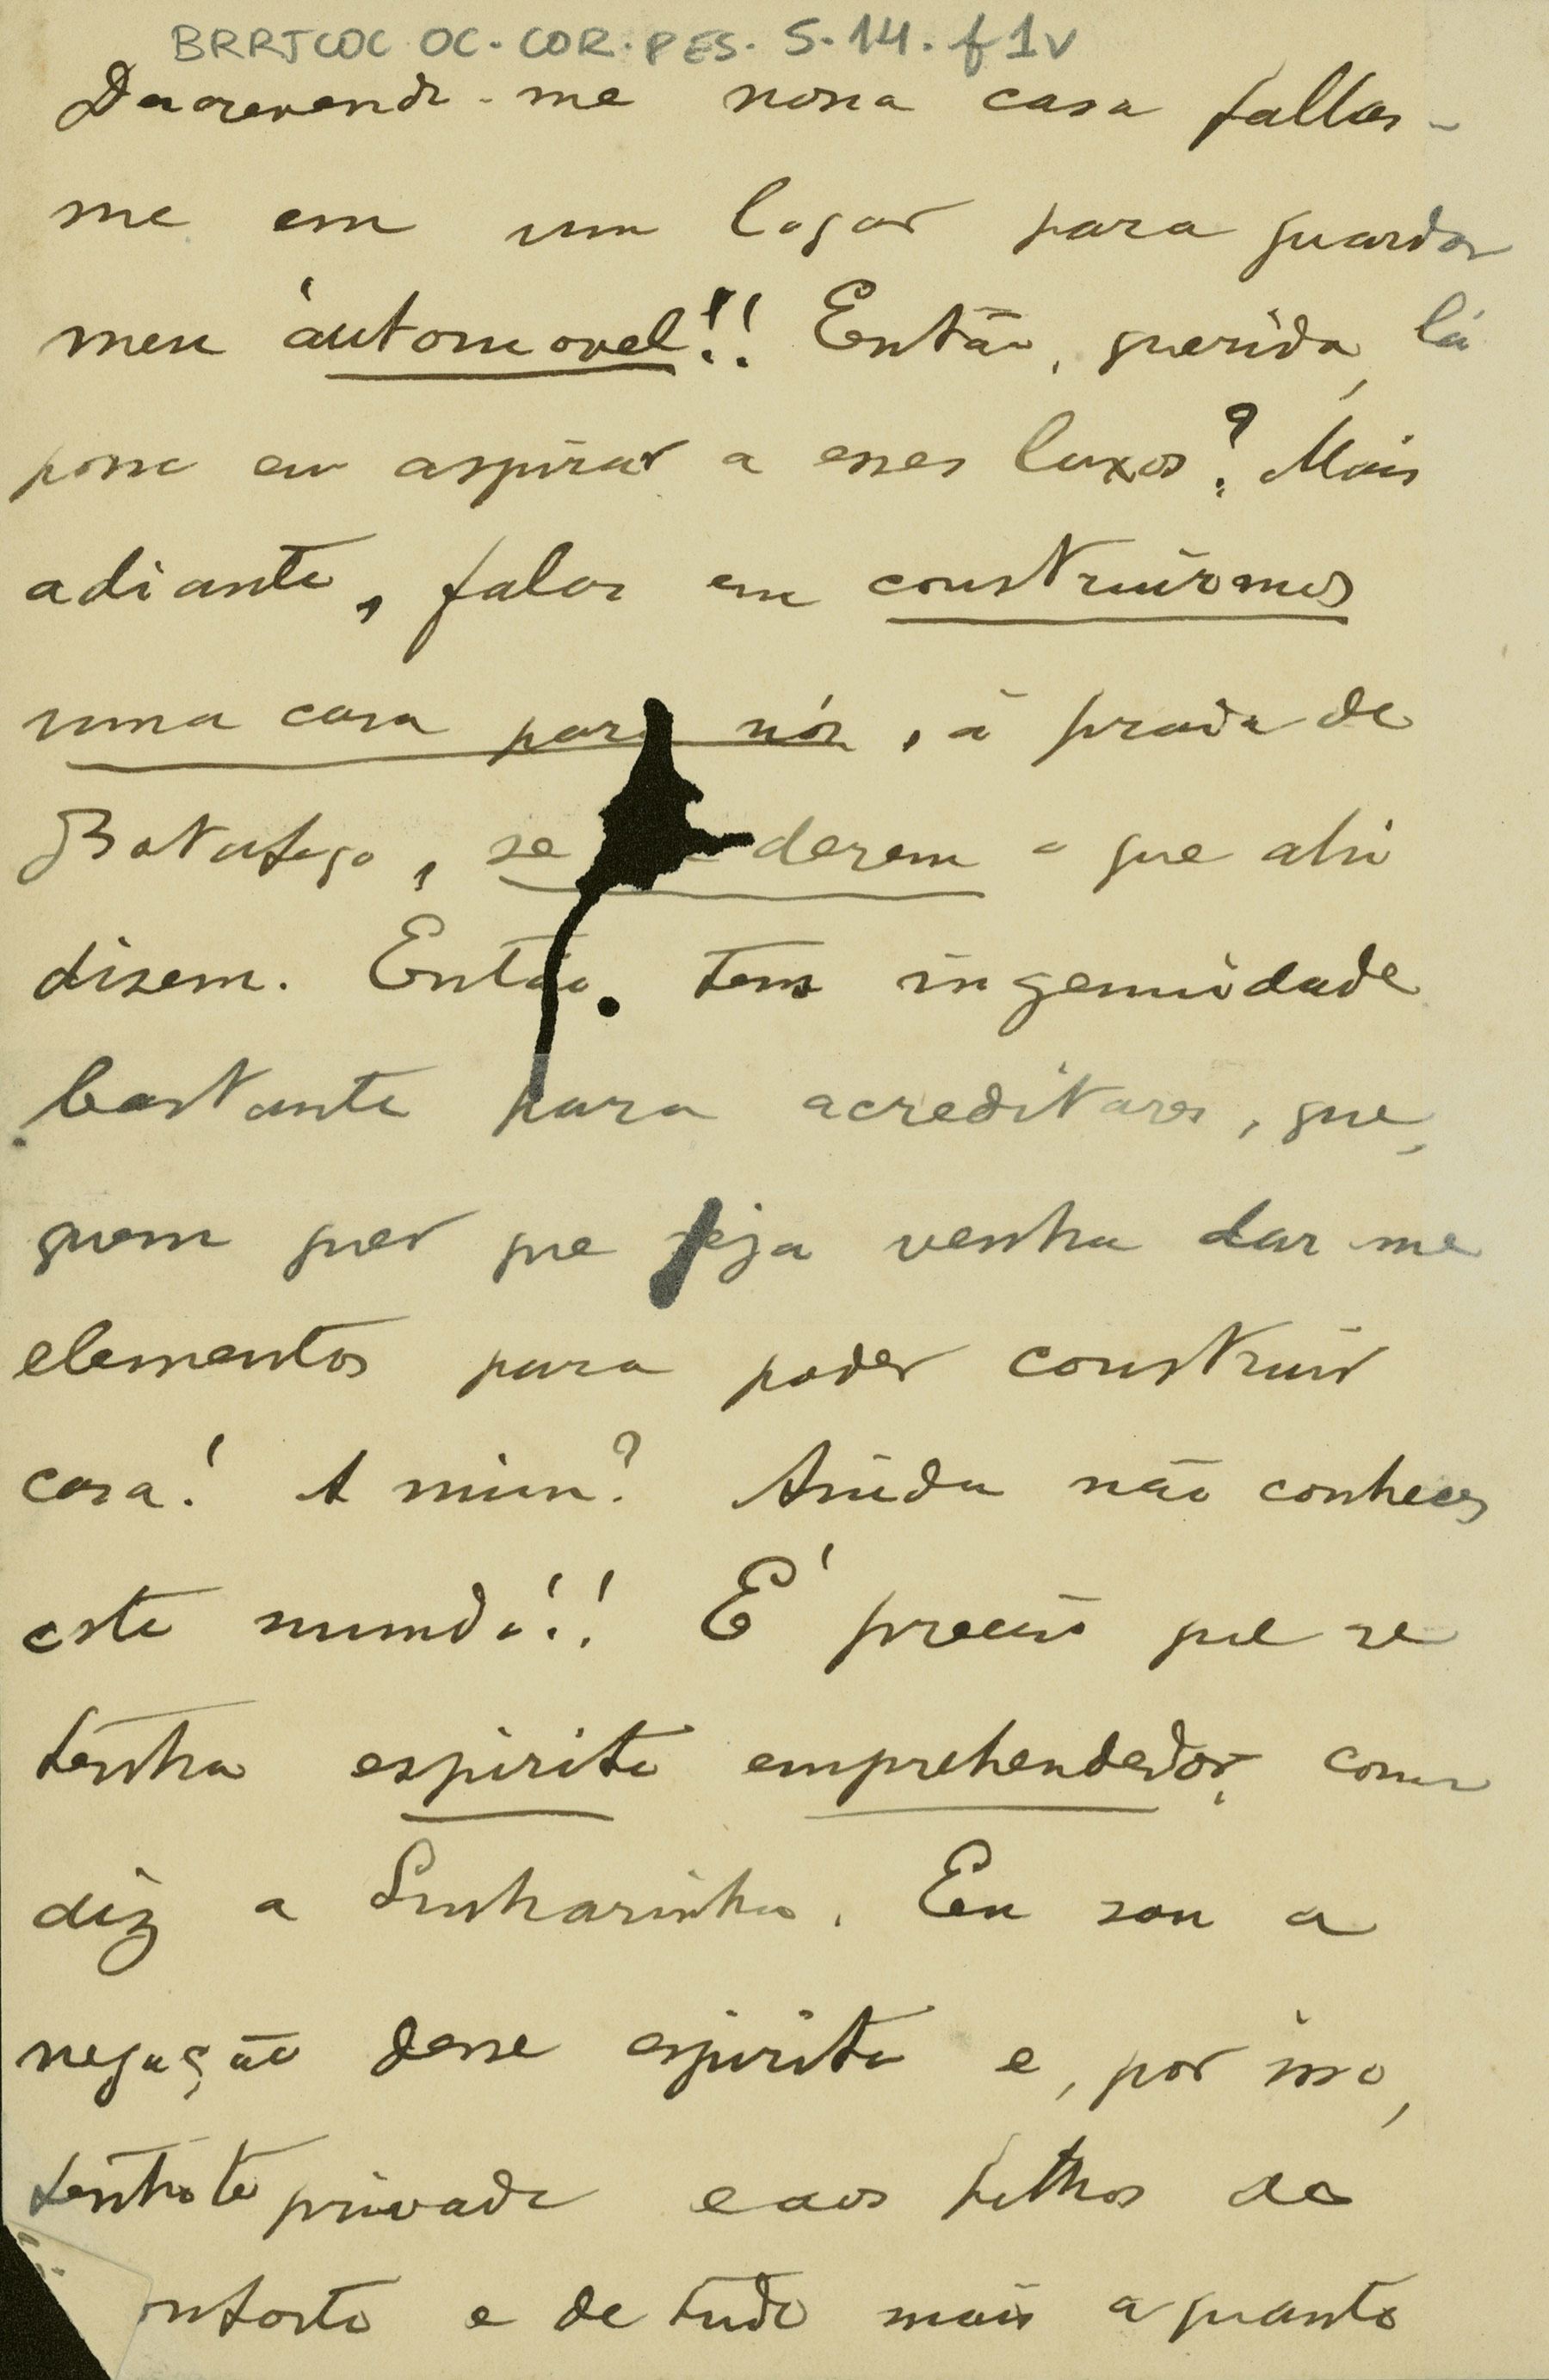 BRRJCOC OC. COR. PES. 5.14. f1v
Descrevendo-me nossa casa fallas-
me em um logar para guardar
meu automovel!! Então, querida, lá
posso eu aspirar a esses luxos? Mais
adiante, falas em construirmos
uma casa para nós, á praia de
Botafogo, se derem o que ahi
dizem. Então tens ingenuidade
bastante para acreditares, que,
quem quer que seja venha dar-me
elementos para poder construir
casa! A mim? Ainda não conheces
este mundo!! E' preciso que se
tenha espirito emprehendedor, como
diz a Sinharinha. Eu sou a
negação desse espirito e, por isso,
tenho te privado e aos filhos do
onforto e de tudo mais a quanto